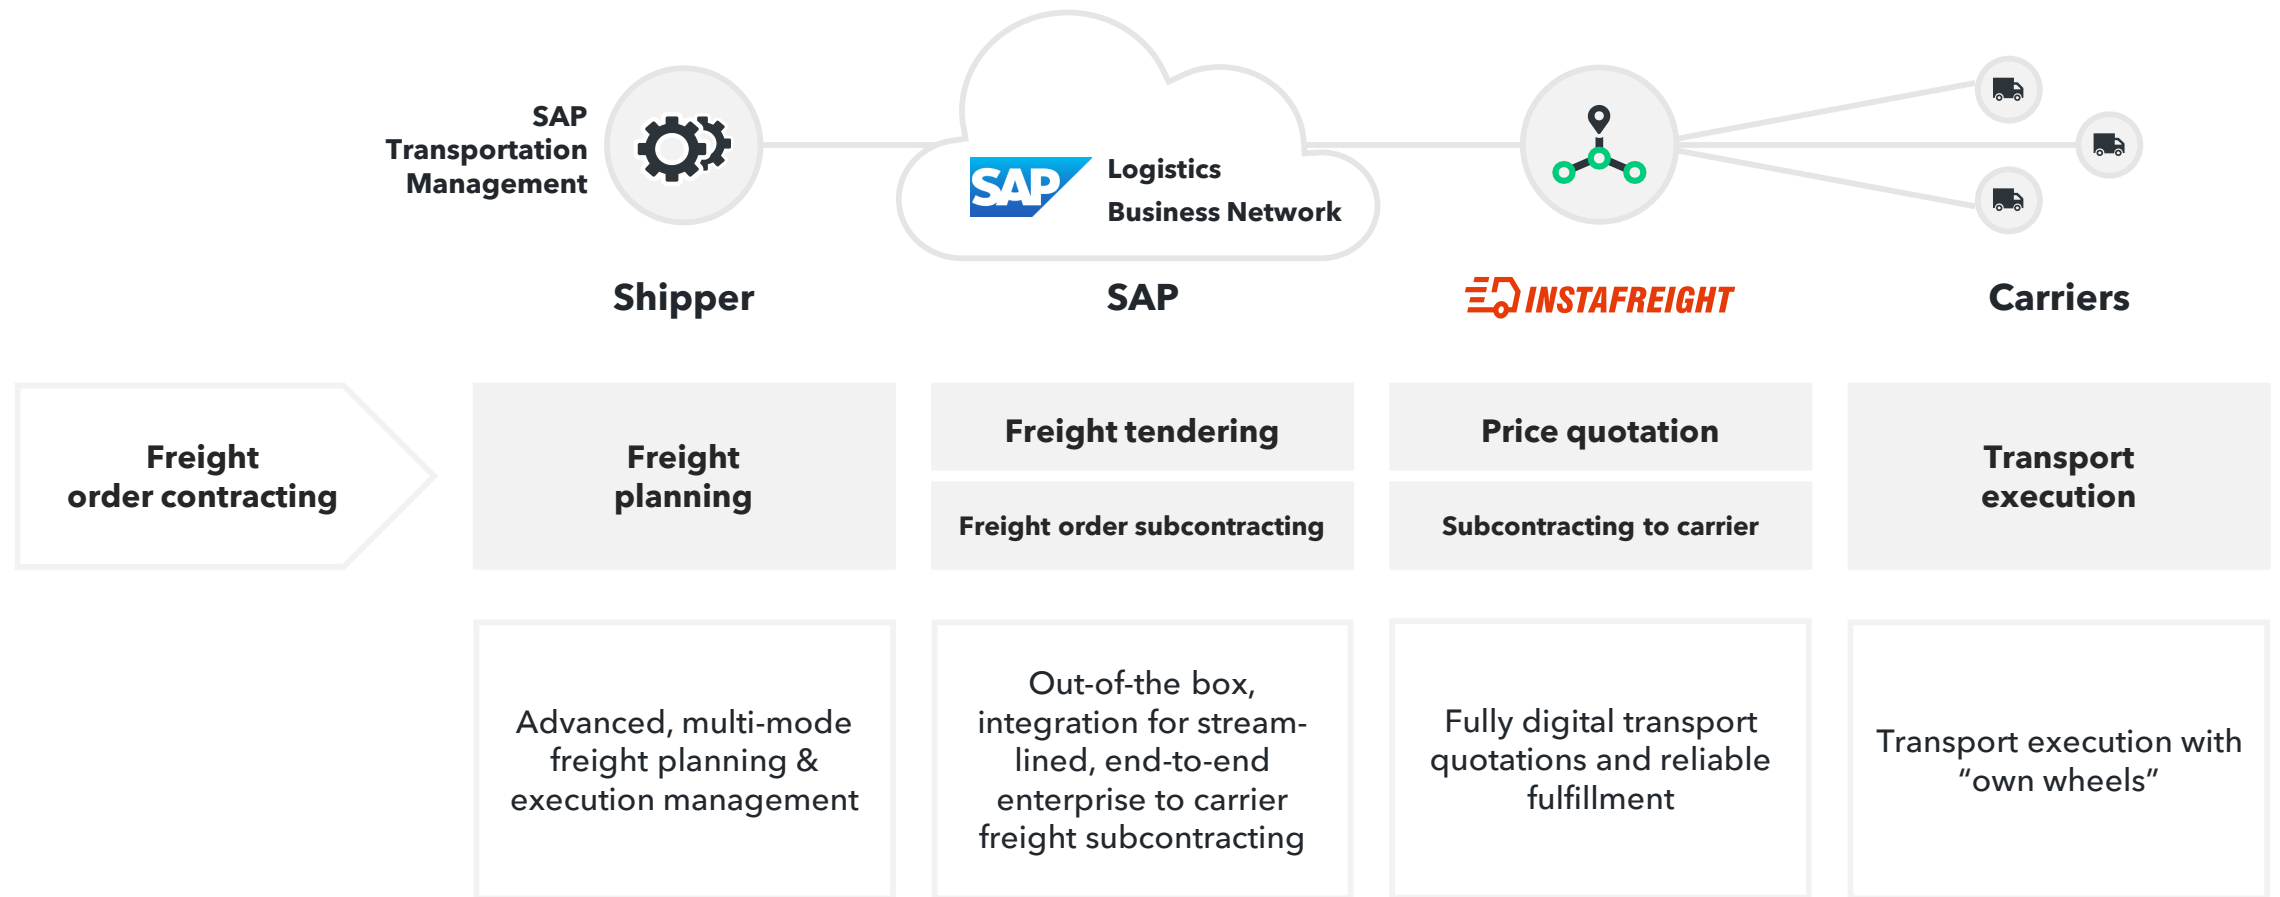 SAP
Transportation
Management
SAP
Logistics
Business Network
Shipper
SAP
INSTAFREIGHT
Carriers
Freight
order contracting
Freight
planning
Freight tendering
Freight order subcontracting
Price quotation
Subcontracting to carrier
Transport
execution
Advanced, multi-mode
freight planning &
execution management
Out-of-the box,
integration for stream-
lined, end-to-end
enterprise to carrier
freight subcontracting
Fully digital transport
quotations and reliable
fulfillment
Transport execution with
“own wheels”